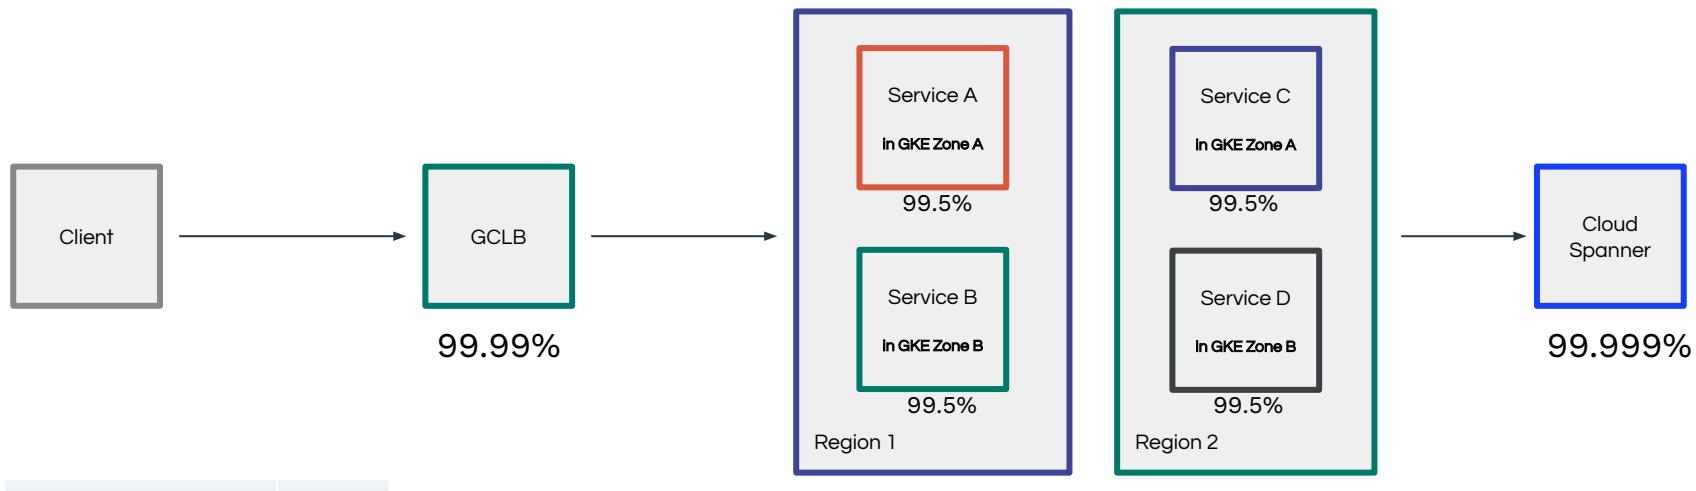 Client
GCLB
99.99%
Service A
in GKE Zone A
99.5%
Service B
in GKE Zone B
99.5%
Region 1
Service C
in GKE Zone A
99.5%
Service D
in GKE Zone B
99.5%
Region 2
Cloud
Spanner
99.999%